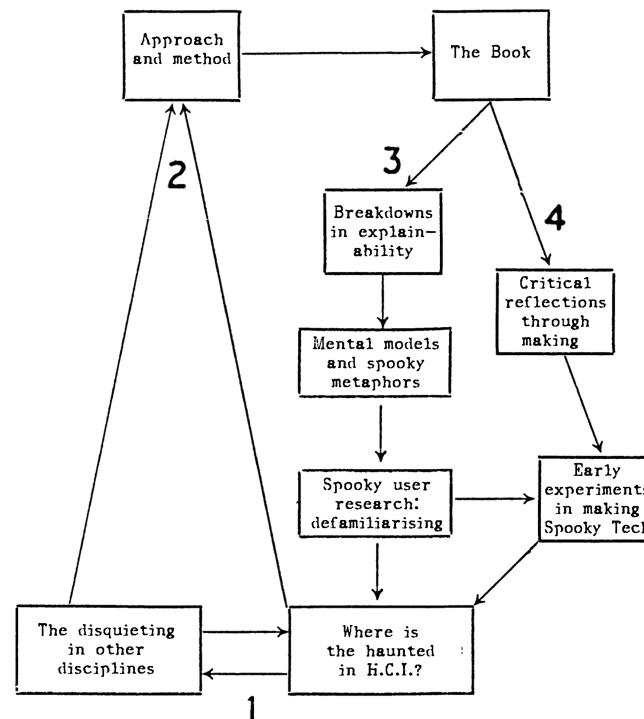 Approach
and method
The Book
2
3
4
Breakdowns
in explain-
ability
Critical
reflections
through
making
Mental models
and spooky
metaphors
Spooky user
research:
defamiliarising
Early
experiments
in making
Spooky Tech
The disquieting
in other
disciplines
Where is
the haunted
in H.C.I.?
1